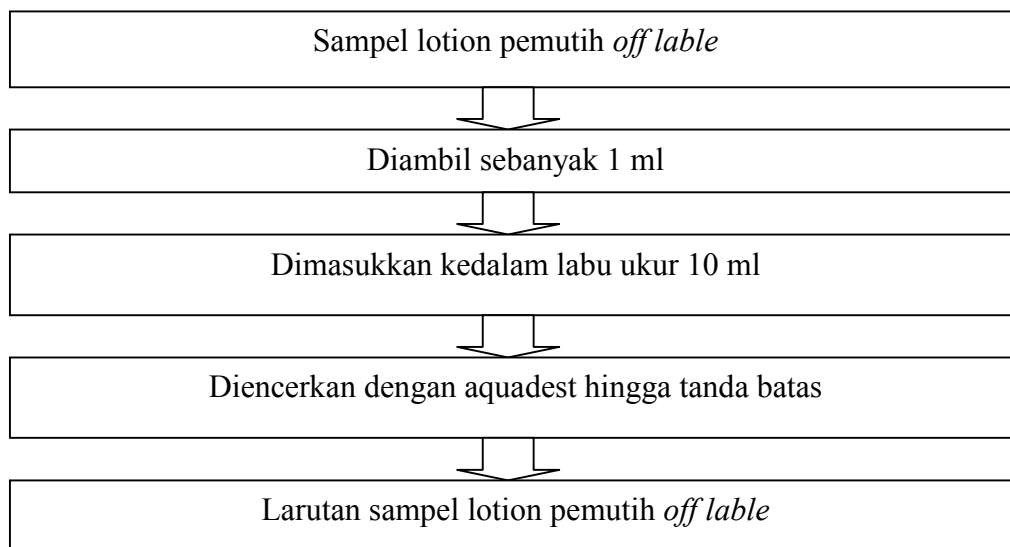 Sampel lotion pemutih off lable
Diambil sebanyak 1 ml
Dimasukkan kedalam labu ukur 10 ml
Diencerkan dengan aquadest hingga tanda batas
Larutan sampel lotion pemutih off lable